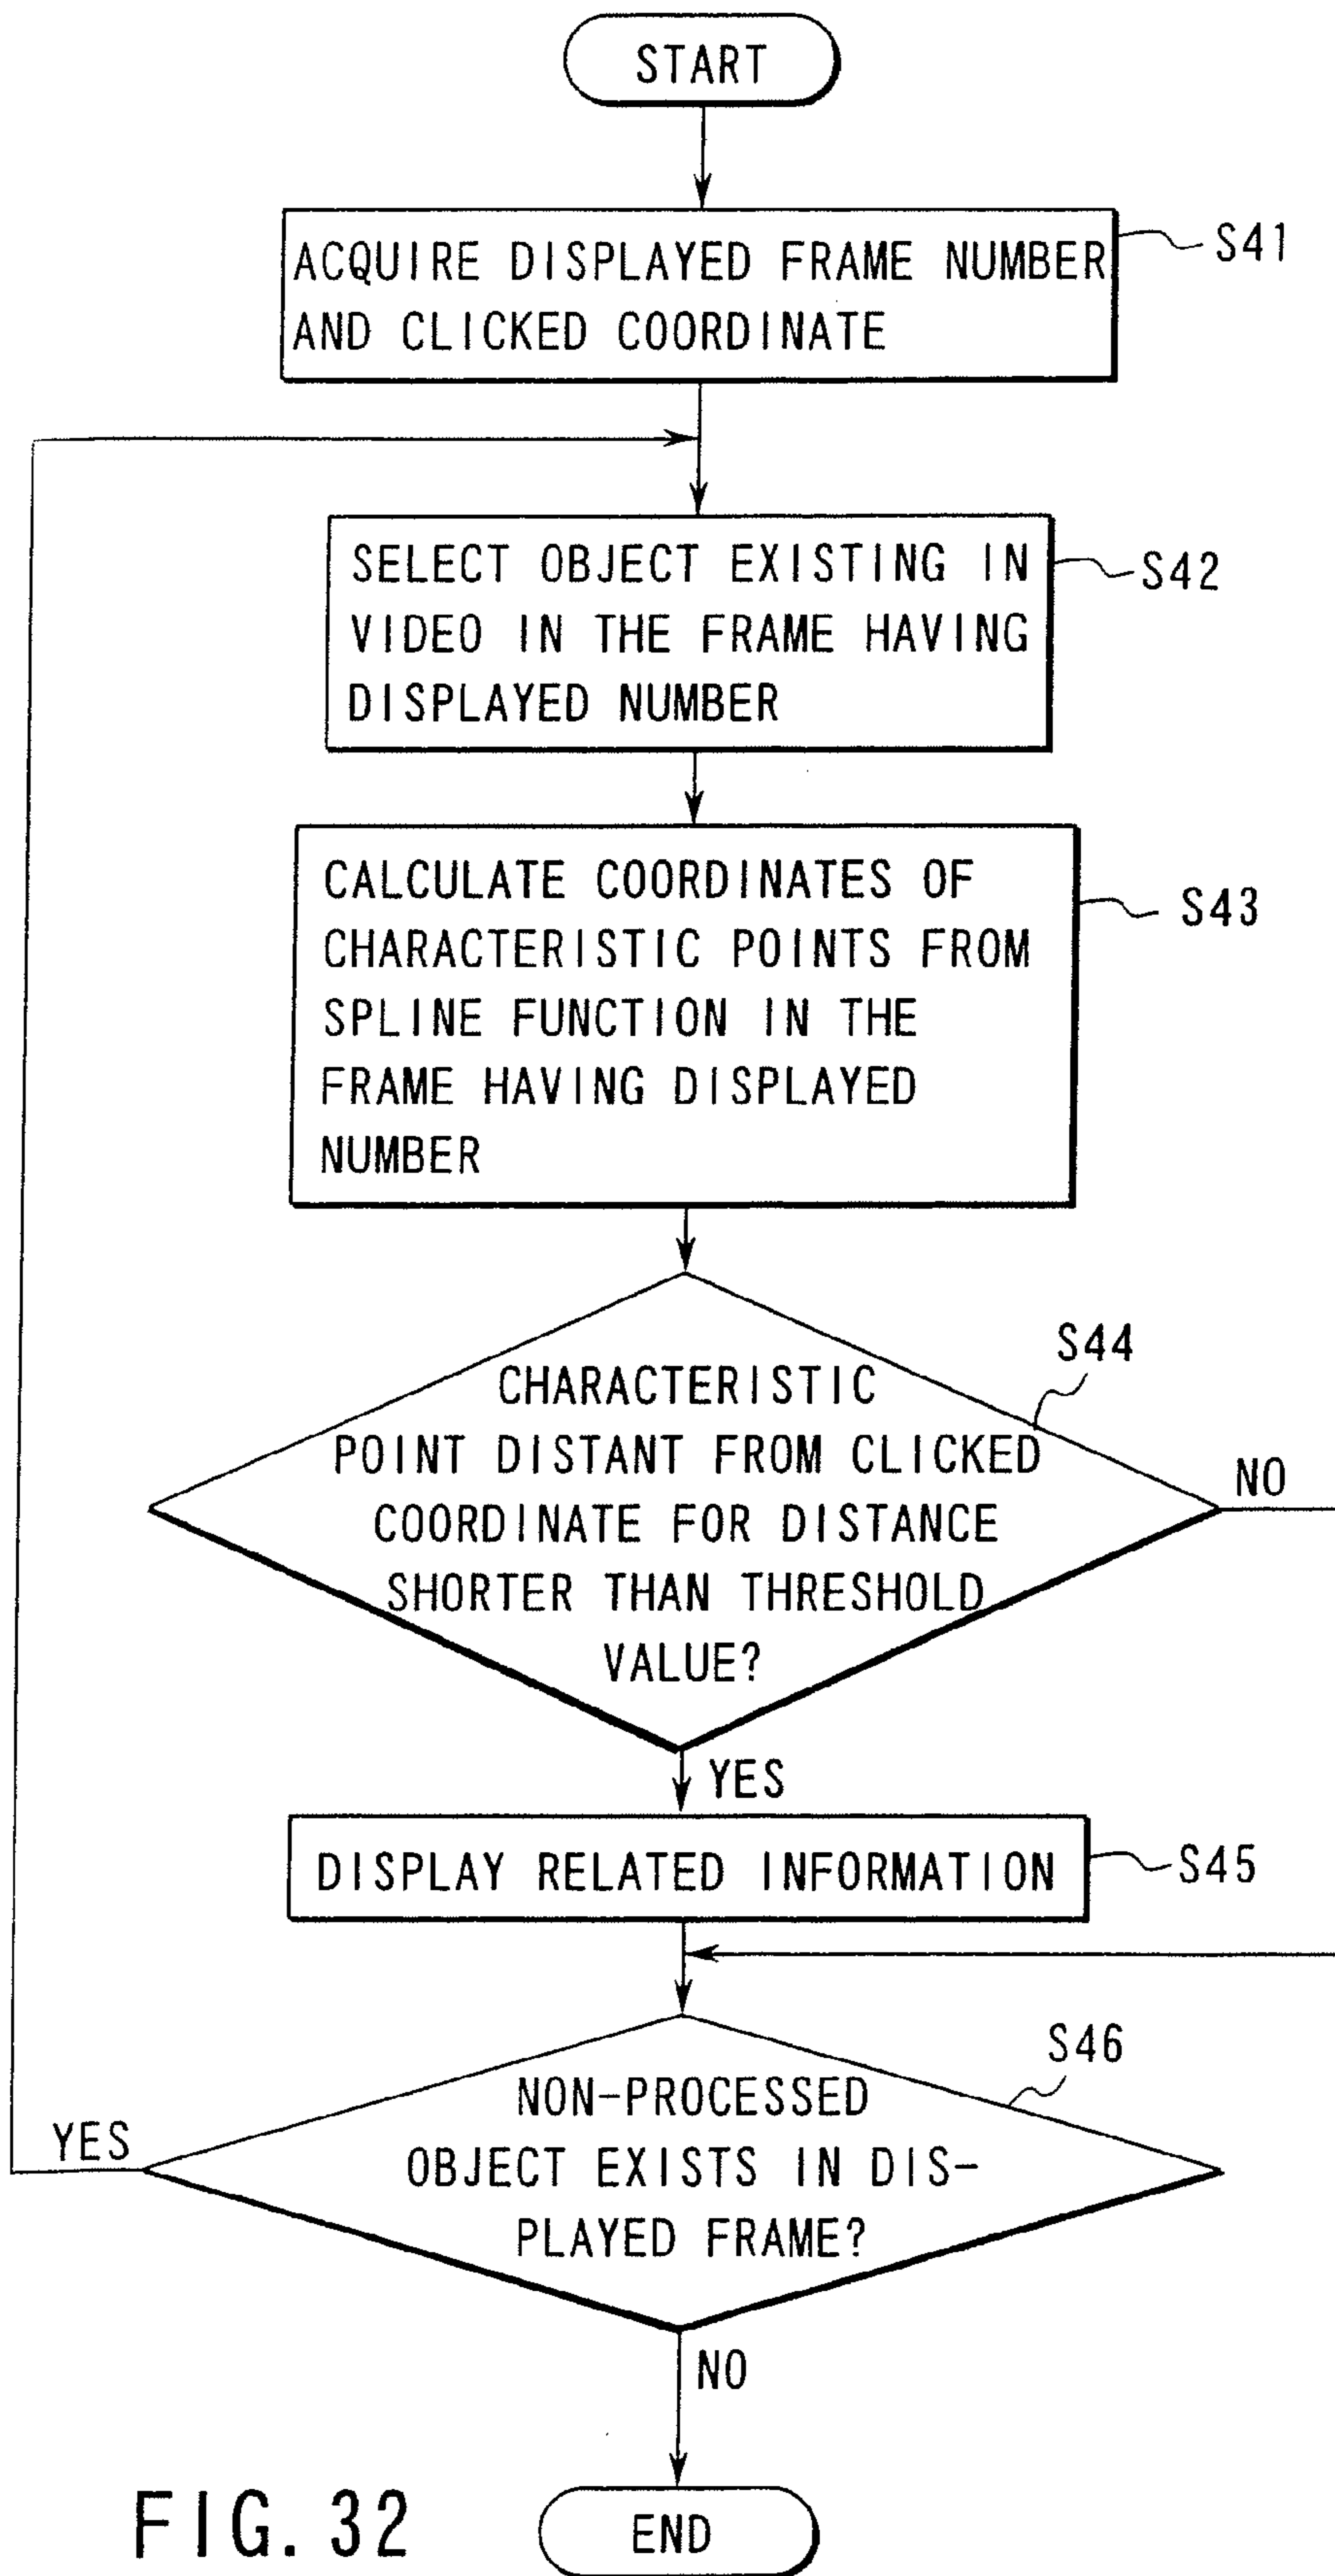 START
ACQUIRE DISPLAYED FRAME NUMBER
AND CLICKED COORDINATE
S41
SELECT OBJECT EXISTING IN
VIDEO IN THE FRAME HAVING
DISPLAYED NUMBER
S42
CALCULATE COORDINATES OF
CHARACTERISTIC POINTS FROM
SPLINE FUNCTION IN THE
FRAME HAVING DISPLAYED
NUMBER
S43
S44
CHARACTERISTIC
POINT DISTANT FROM CLICKED
COORDINATE FOR DISTANCE
SHORTER THAN THRESHOLD
VALUE?
NO
YES
DISPLAY RELATED INFORMATION
S45
S46
NON-PROCESSED
OBJECT EXISTS IN DIS-
PLAYED FRAME?
YES
NO
END
FIG. 32